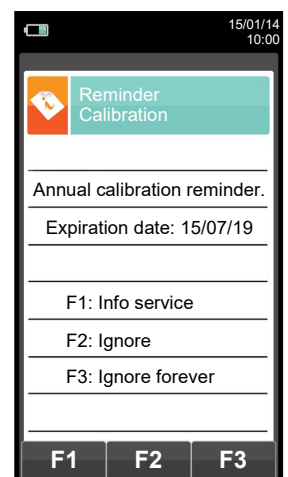 15/01/14
10:00
Reminder
Calibration
Annual calibration reminder.
Expiration date: 15/07/19
F1: Info service
F2: Ignore
F3: Ignore forever
F1 F2 F3